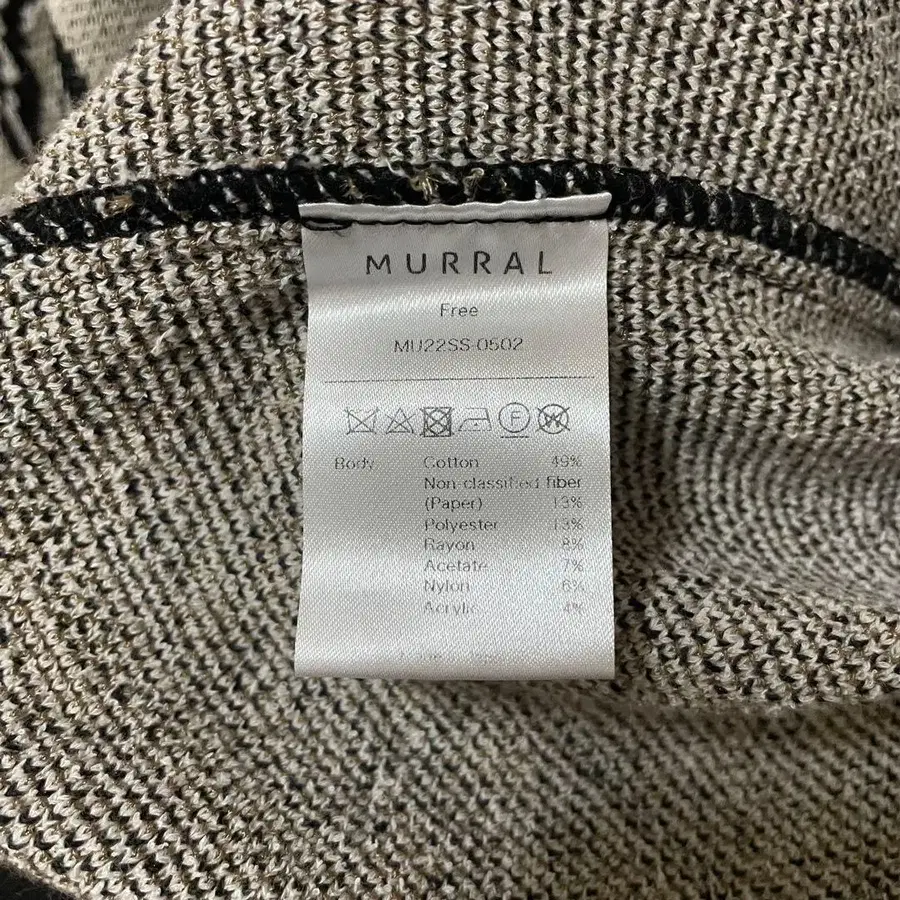 MURRAL
Free
MU22SS-0502
F W
Body Cotton 49%
Non-classified fiber
(Paper) 13%
Polyester 13%
Rayon 8%
Acetate 7%
Nylon 6%
Acrylic 4%